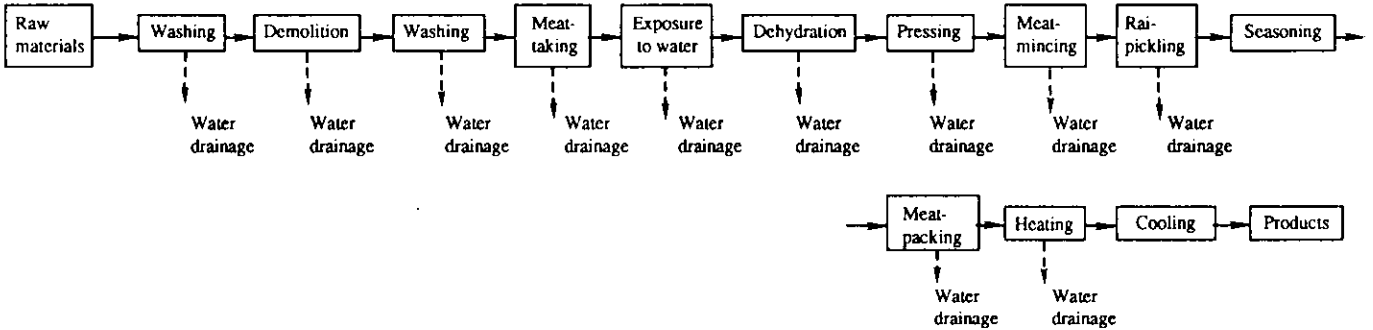 Raw
materials
Washing
Demolition
Washing
Meat-
taking
Exposure
to water
Dehydration
Pressing
Meat-
mincing
Rai-
pickling
Seasoning
Water
drainage
Water
drainage
Water
drainage
Water
drainage
Water
drainage
Water
drainage
Water
drainage
Water
drainage
Water
drainage
Meat-
packing
Heating
Cooling
Products
Water
drainage
Water
drainage